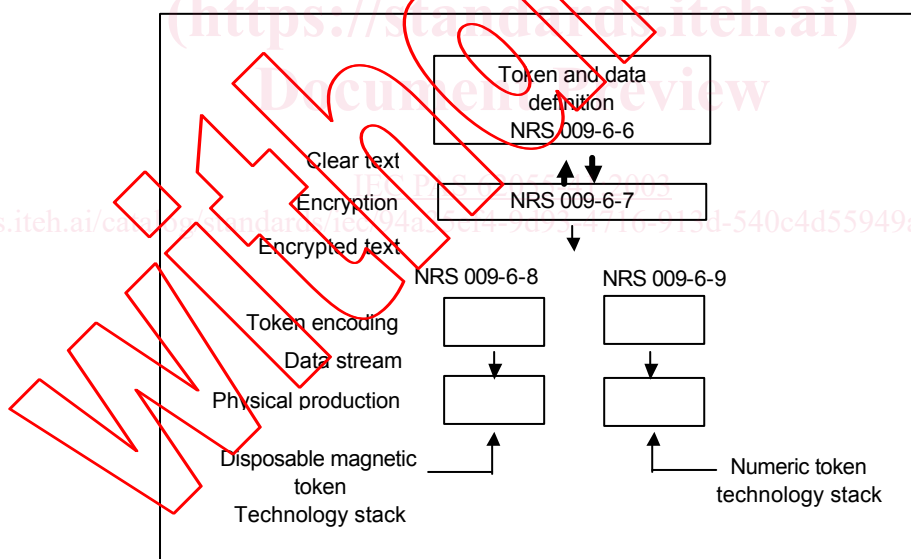 (https://standards.iteh.ai)
Document Preview
Token and data
definition
NRS 009-6-6
Clear text
Encryption
NRS 009-6-7
Encrypted text
NRS 009-6-8
NRS 009-6-9
Token encoding
Data stream
Physical production
Disposable magnetic
token
Technology stack
Numeric token
technology stack